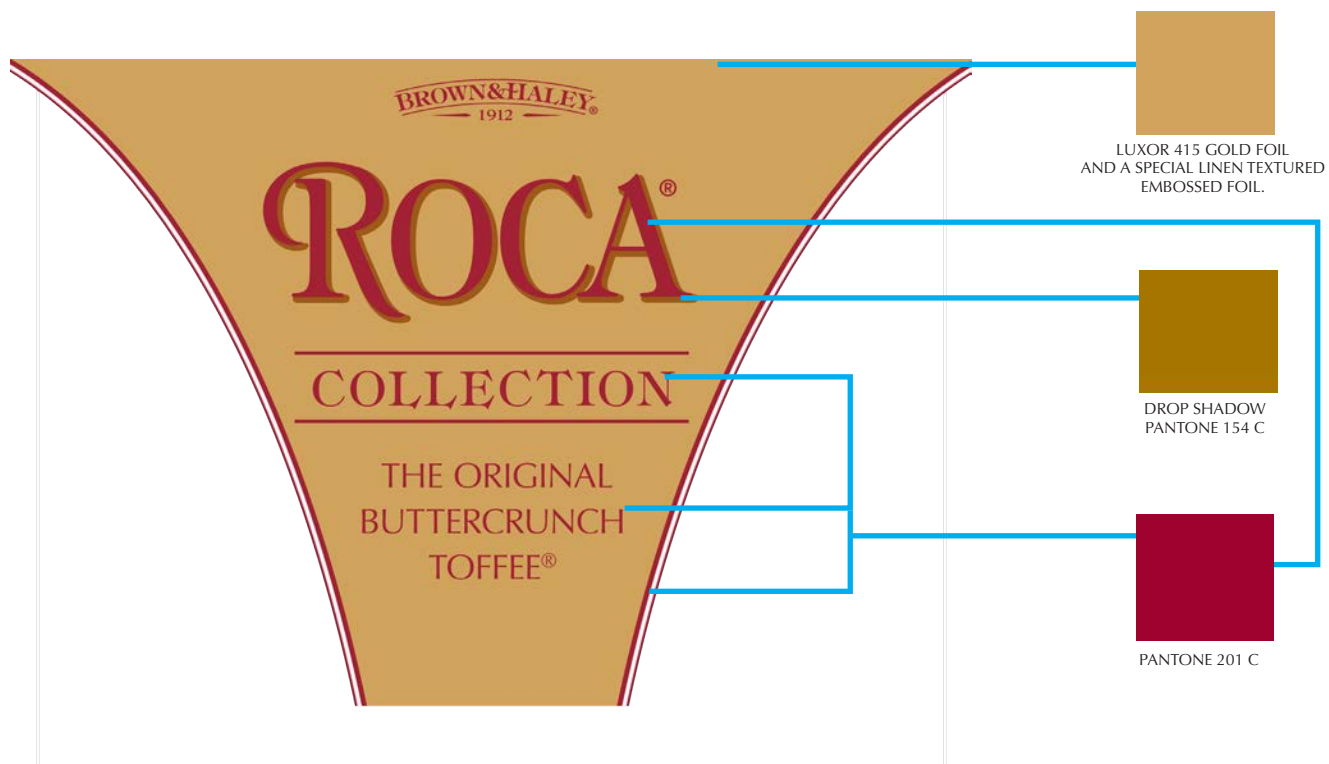 BROWN&HALEY®
1912
ROCA®
COLLECTION
THE ORIGINAL
BUTTERCRUNCH
TOFFEE®
LUXOR 415 GOLD FOIL
AND A SPECIAL LINEN TEXTURED
EMBOSSED FOIL.
DROP SHADOW
PANTONE 154 C
PANTONE 201 C